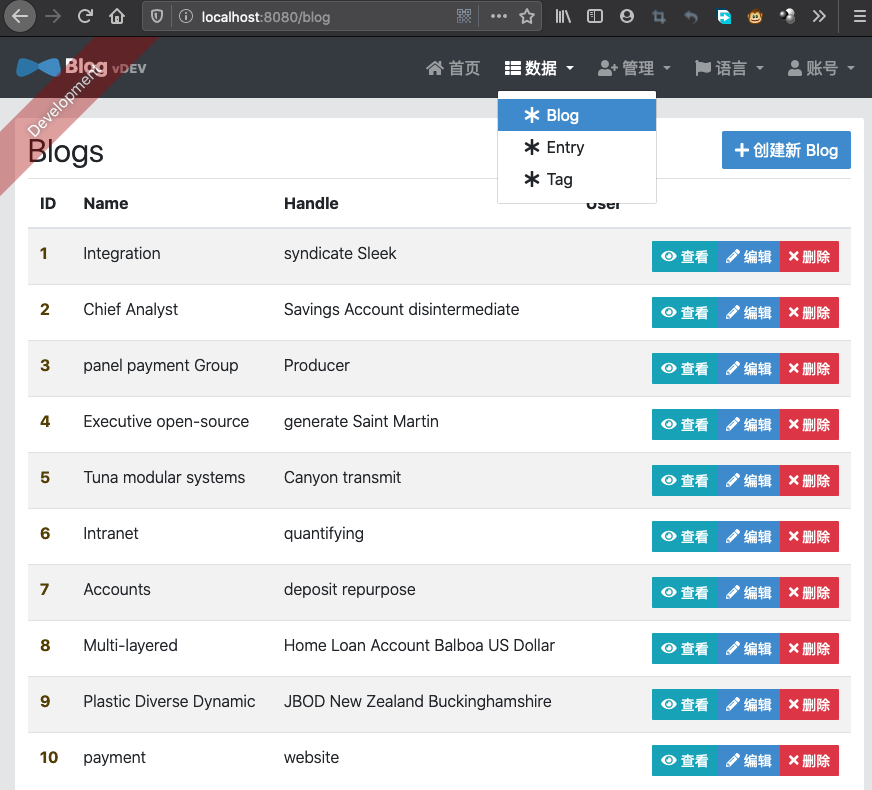 localhost:8080/blog
Blog vDEV
首页
数据
管理
语言
账号
Development
Blog
Entry
Tag
Blogs
创建新 Blog
ID Name Handle User
1 Integration syndicate Sleek 查看 编辑 删除
2 Chief Analyst Savings Account disintermediate 查看 编辑 删除
3 panel payment Group Producer 查看 编辑 删除
4 Executive open-source generate Saint Martin 查看 编辑 删除
5 Tuna modular systems Canyon transmit 查看 编辑 删除
6 Intranet quantifying 查看 编辑 删除
7 Accounts deposit repurpose 查看 编辑 删除
8 Multi-layered Home Loan Account Balboa US Dollar 查看 编辑 删除
9 Plastic Diverse Dynamic JBOD New Zealand Buckinghamshire 查看 编辑 删除
10 payment website 查看 编辑 删除